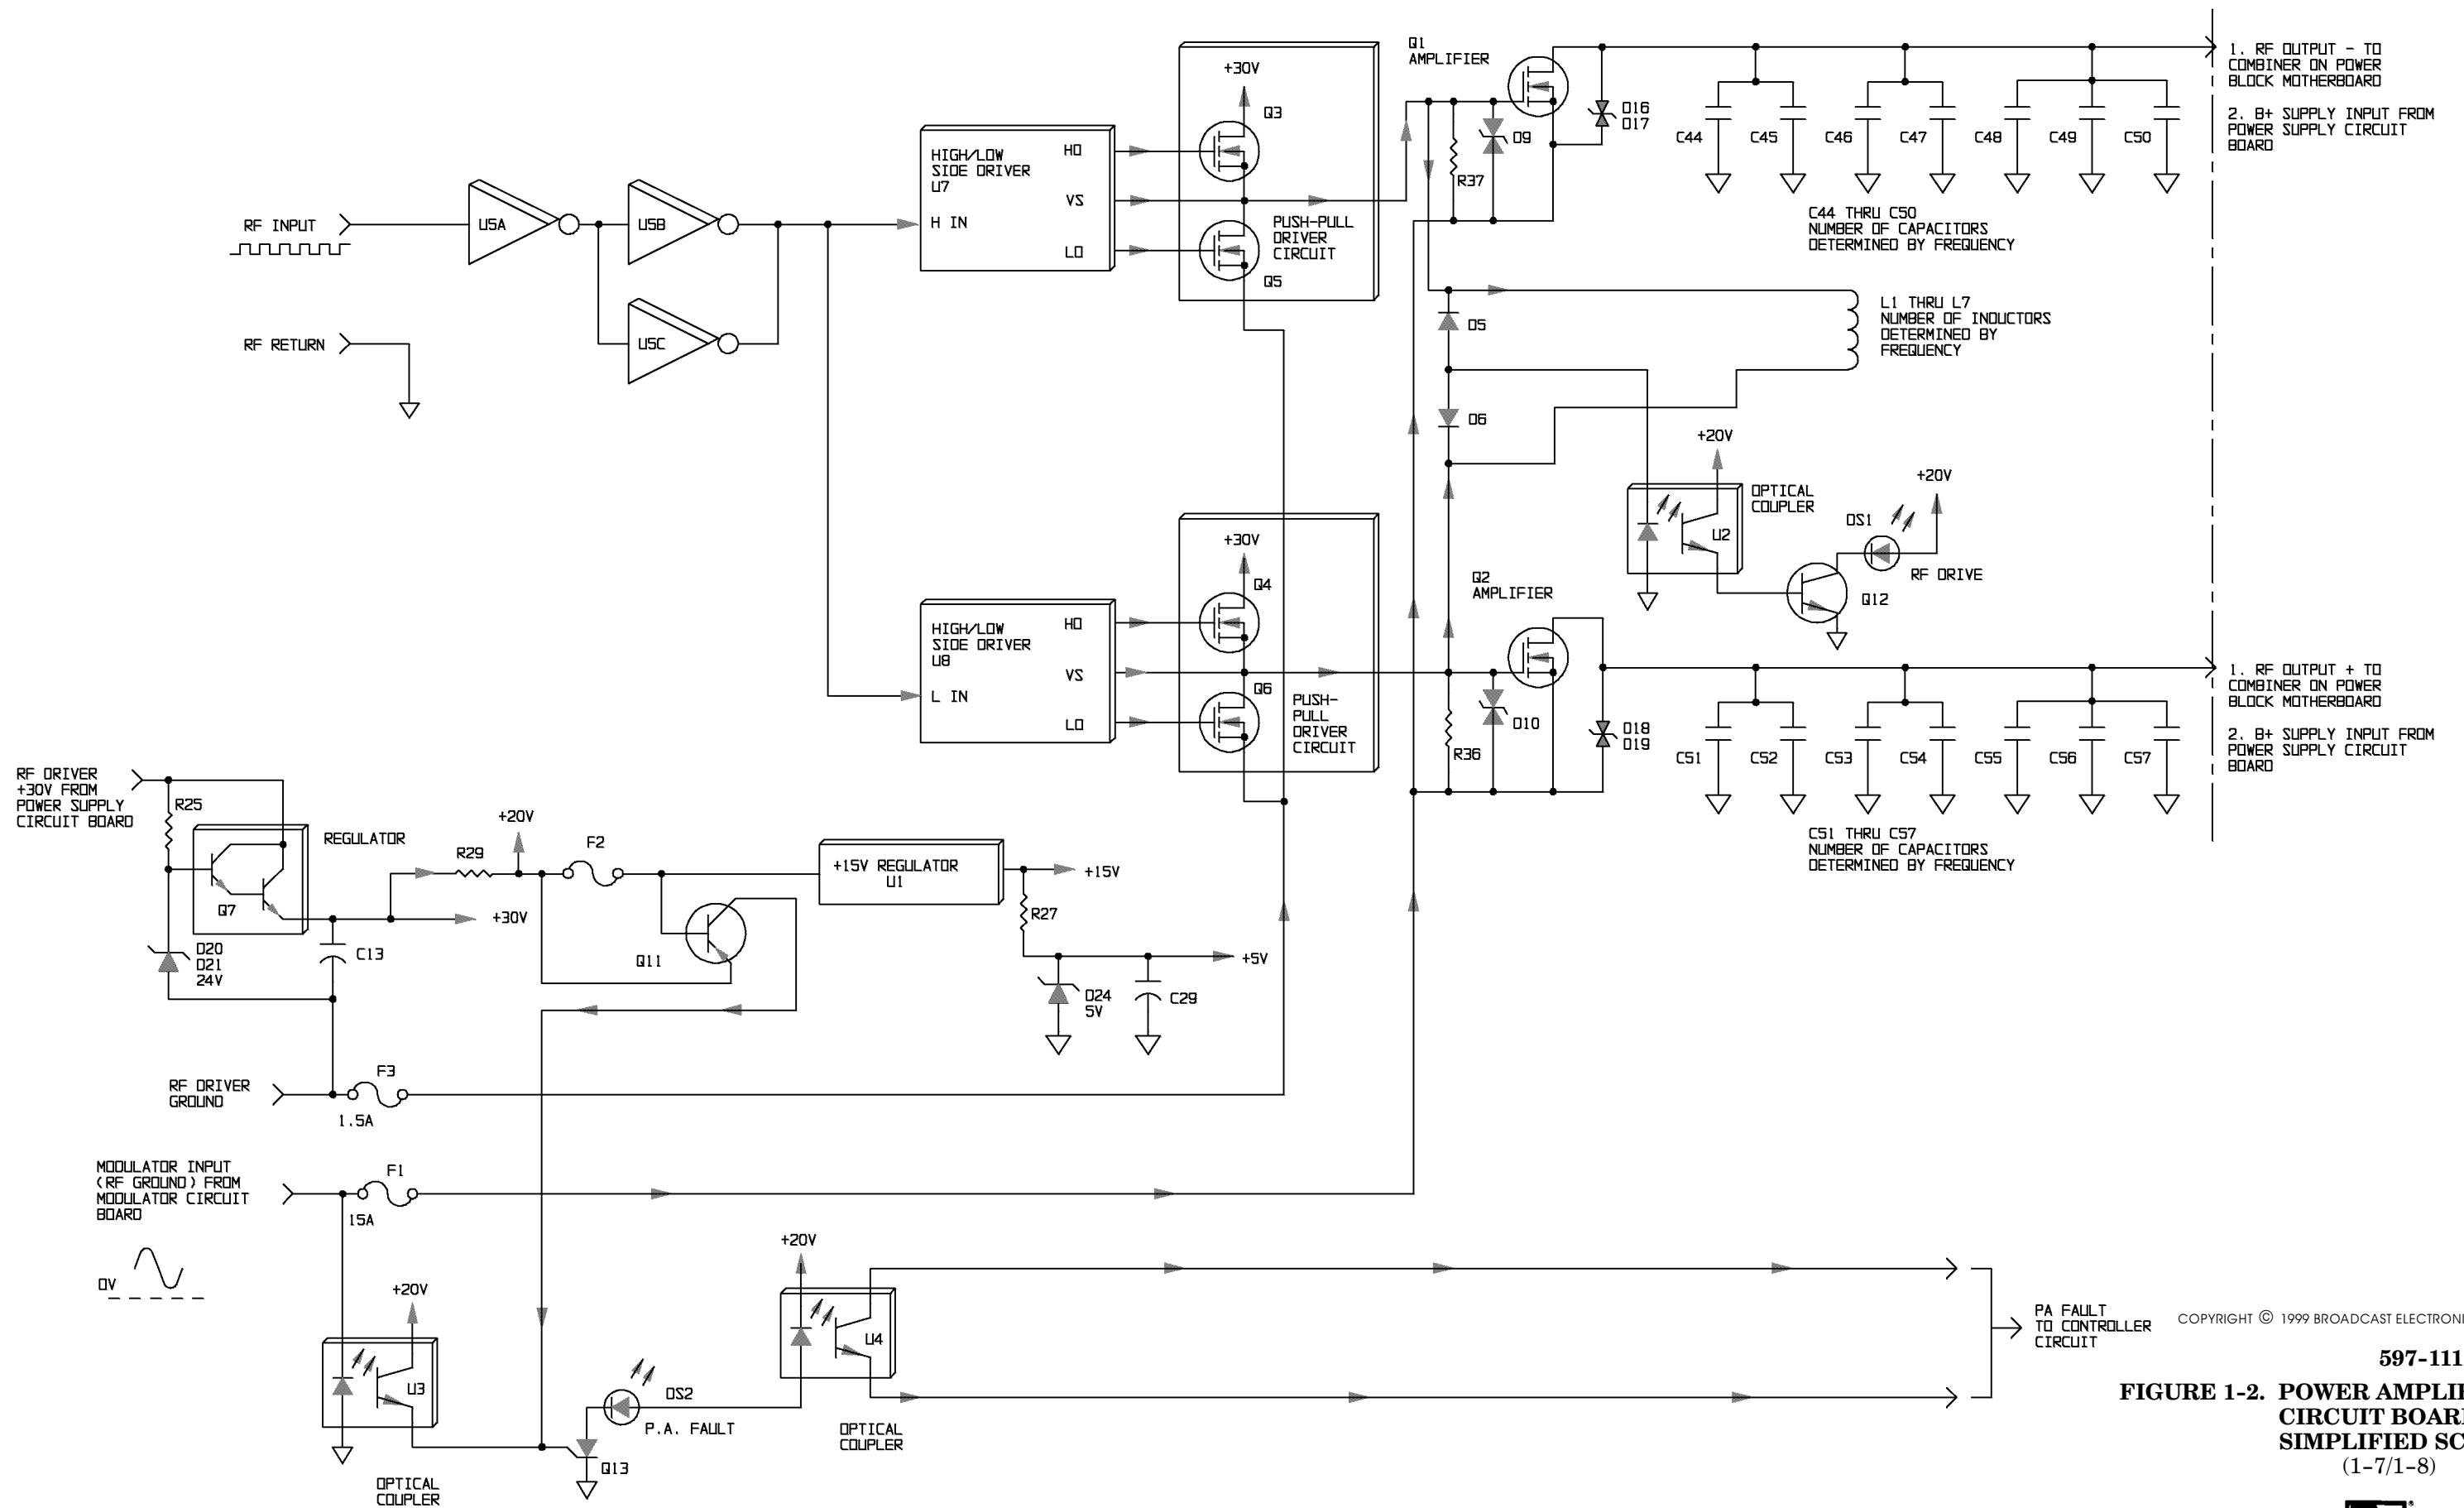 Q1
AMPLIFIER
1. RF OUTPUT - TO
COMBINER ON POWER
BLOCK MOTHERBOARD
2. B+ SUPPLY INPUT FROM
POWER SUPPLY CIRCUIT
BOARD
+30V
Q3
HIGH/LOW
SIDE DRIVER
U7
HO
VS
H IN
LO
PUSH-PULL
DRIVER
CIRCUIT
Q5
R37
D9
D16
D17
C44
C45
C46
C47
C48
C49
C50
C44 THRU C50
NUMBER OF CAPACITORS
DETERMINED BY FREQUENCY
RF INPUT
U5A
U5B
U5C
RF RETURN
D5
D6
L1 THRU L7
NUMBER OF INDUCTORS
DETERMINED BY
FREQUENCY
+20V
OPTICAL
COUPLER
U2
+20V
DS1
RF DRIVE
Q12
+30V
Q4
HIGH/LOW
SIDE DRIVER
U8
HO
VS
L IN
LO
Q6
PUSH-
PULL
DRIVER
CIRCUIT
Q2
AMPLIFIER
R36
D10
D18
D19
C51
C52
C53
C54
C55
C56
C57
C51 THRU C57
NUMBER OF CAPACITORS
DETERMINED BY FREQUENCY
1. RF OUTPUT + TO
COMBINER ON POWER
BLOCK MOTHERBOARD
2. B+ SUPPLY INPUT FROM
POWER SUPPLY CIRCUIT
BOARD
RF DRIVER
+30V FROM
POWER SUPPLY
CIRCUIT BOARD
R25
REGULATOR
Q7
D20
D21
24V
C13
R29
+20V
+30V
F2
Q11
+15V REGULATOR
U1
+15V
R27
+5V
D24
5V
C29
RF DRIVER
GROUND
F3
1.5A
MODULATOR INPUT
(RF GROUND) FROM
MODULATOR CIRCUIT
BOARD
F1
15A
0V
+20V
U3
OPTICAL
COUPLER
DS2
P.A. FAULT
Q13
+20V
U4
OPTICAL
COUPLER
PA FAULT
TO CONTROLLER
CIRCUIT
COPYRIGHT © 1999 BROADCAST ELECTRONI
597-111
FIGURE 1-2. POWER AMPLIF
CIRCUIT BOAR
SIMPLIFIED SC
(1-7/1-8)